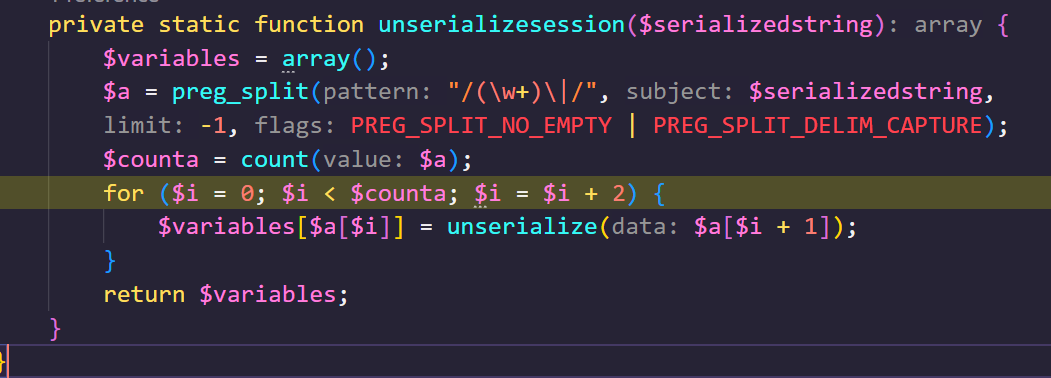 private static function unserializesession($serializedstring): array {
$variables = array();
$a = preg_split(pattern: "/(\w+)\|/", subject: $serializedstring,
limit: -1, flags: PREG_SPLIT_NO_EMPTY | PREG_SPLIT_DELIM_CAPTURE);
$counta = count(value: $a);
for ($i = 0; $i < $counta; $i = $i + 2) {
$variables[$a[$i]] = unserialize(data: $a[$i + 1]);
}
return $variables;
}
}